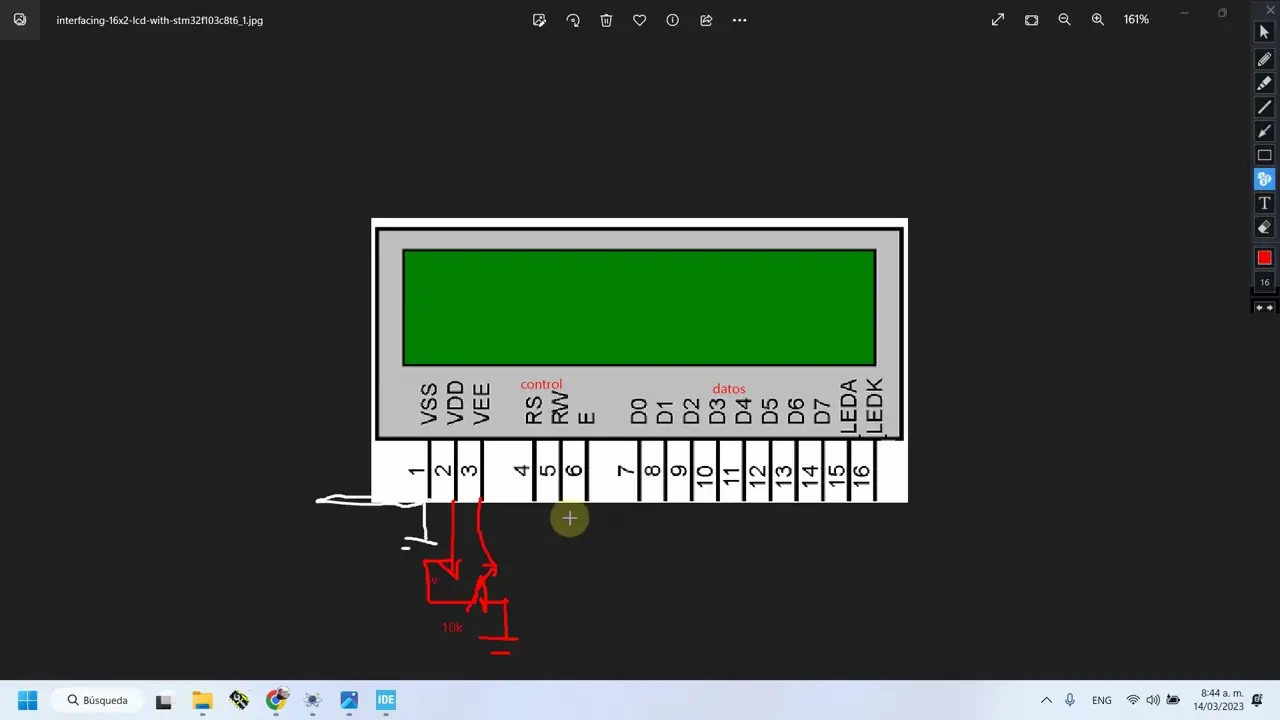 interfacing-16x2-lcd-with-stm32f103c8t6_1.jpg
161%
16
control
datos
VSS
VDD
VEE
RS
RW
E
D0
D1
D2
D3
D4
D5
D6
D7
LEDA
LEDK
1
2
3
4
5
6
7
8
9
10
11
12
13
14
15
16
v
10k
Búsqueda
IDE
ENG
8:44 a. m.
14/03/2023